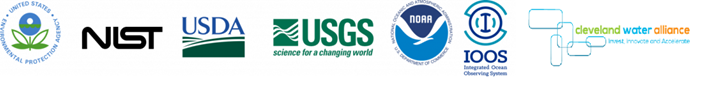 UNITED STATES
ENVIRONMENTAL PROTECTION AGENCY
NIST
USDA
USGS
science for a changing world
NATIONAL OCEANIC AND ATMOSPHERIC ADMINISTRATION
NOAA
U.S. DEPARTMENT OF COMMERCE
IOOS
Integrated Ocean
Observing System
cleveland water alliance
Invest, Innovate and Accelerate